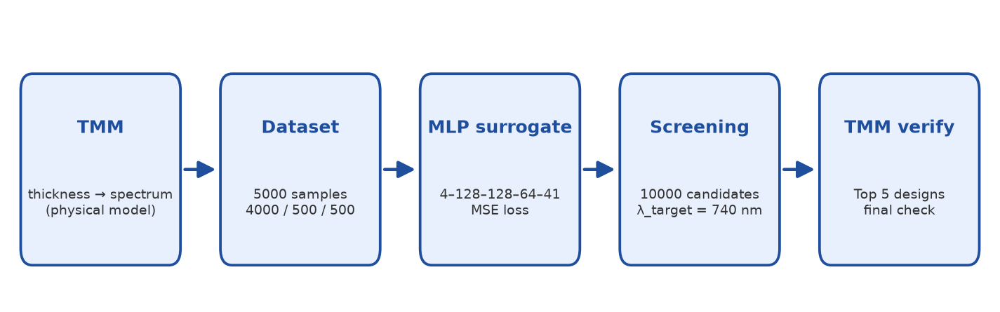 TMM
thickness → spectrum
(physical model)
Dataset
5000 samples
4000 / 500 / 500
MLP surrogate
4–128–128–64–41
MSE loss
Screening
10000 candidates
λ_target = 740 nm
TMM verify
Top 5 designs
final check